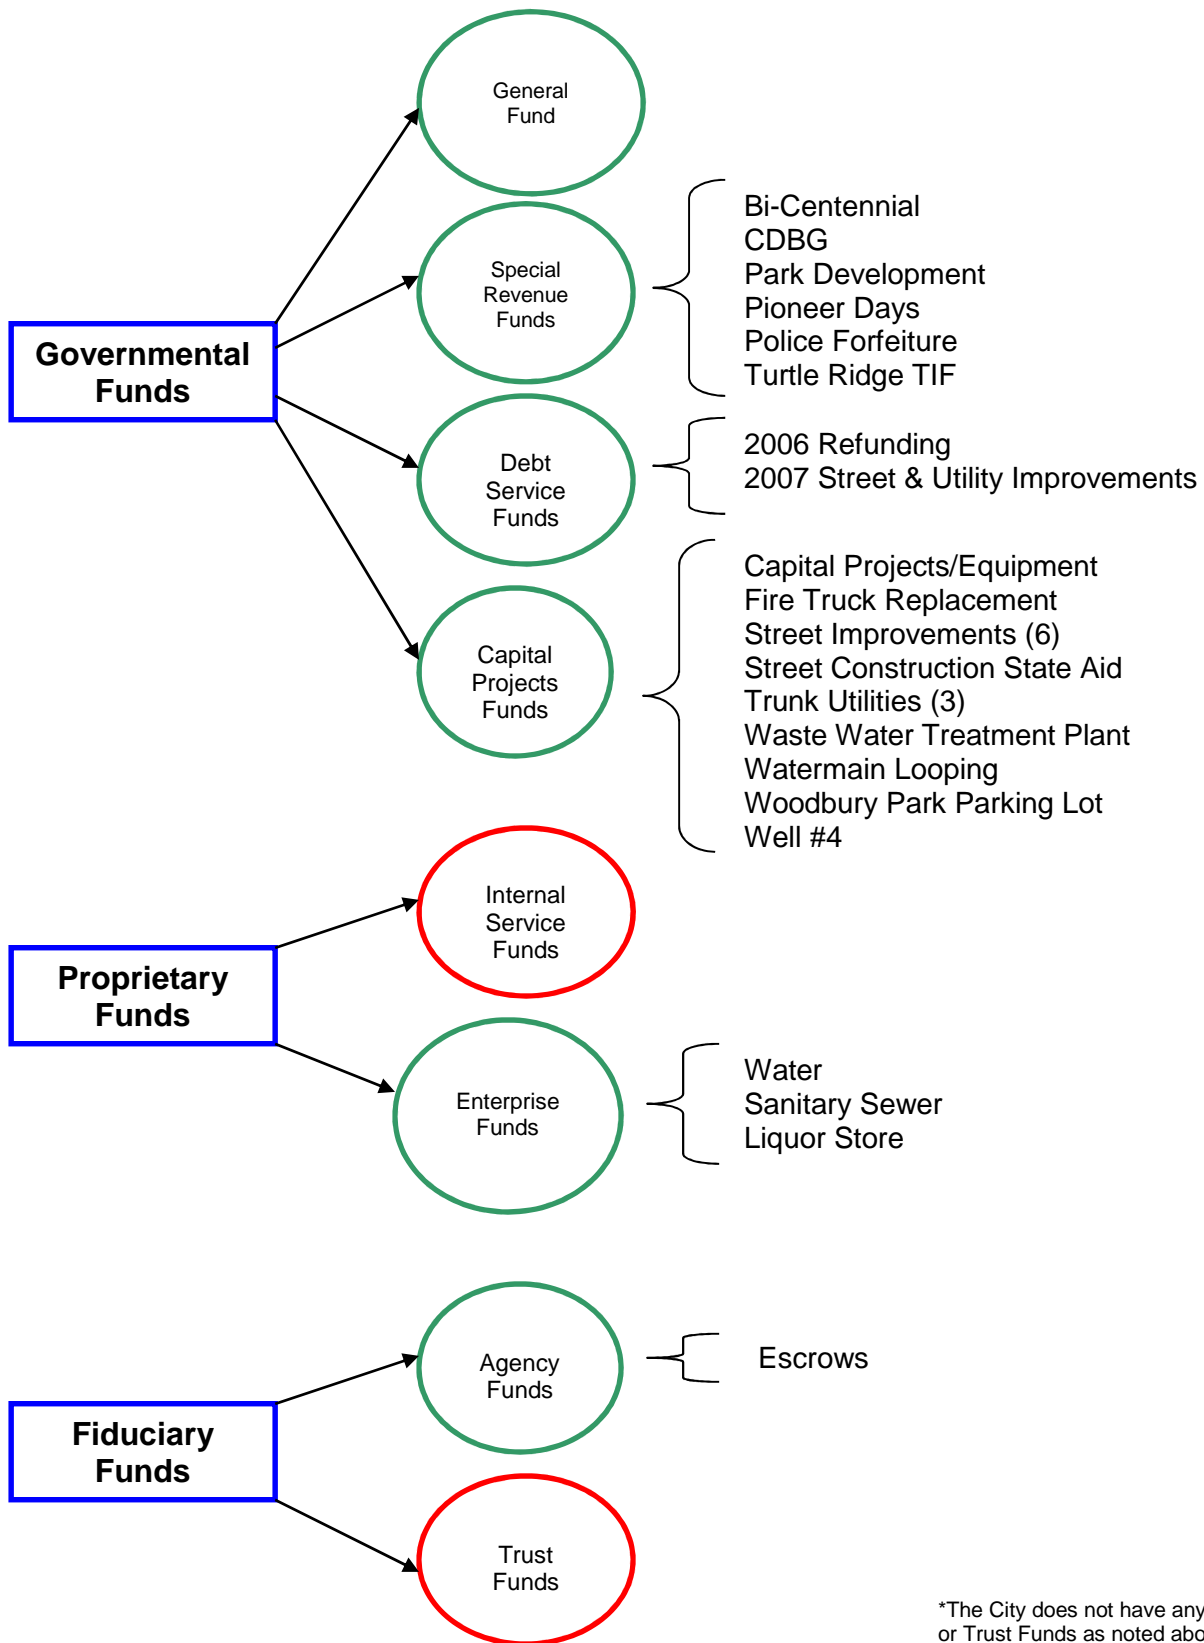 General
Fund
Special
Revenue
Funds
Bi-Centennial
CDBG
Park Development
Pioneer Days
Police Forfeiture
Turtle Ridge TIF
Governmental
Funds
Debt
Service
Funds
2006 Refunding
2007 Street & Utility Improvements
Capital
Projects
Funds
Capital Projects/Equipment
Fire Truck Replacement
Street Improvements (6)
Street Construction State Aid
Trunk Utilities (3)
Waste Water Treatment Plant
Watermain Looping
Woodbury Park Parking Lot
Well #4
Internal
Service
Funds
Proprietary
Funds
Enterprise
Funds
Water
Sanitary Sewer
Liquor Store
Agency
Funds
Escrows
Fiduciary
Funds
Trust
Funds
*The City does not have any
or Trust Funds as noted